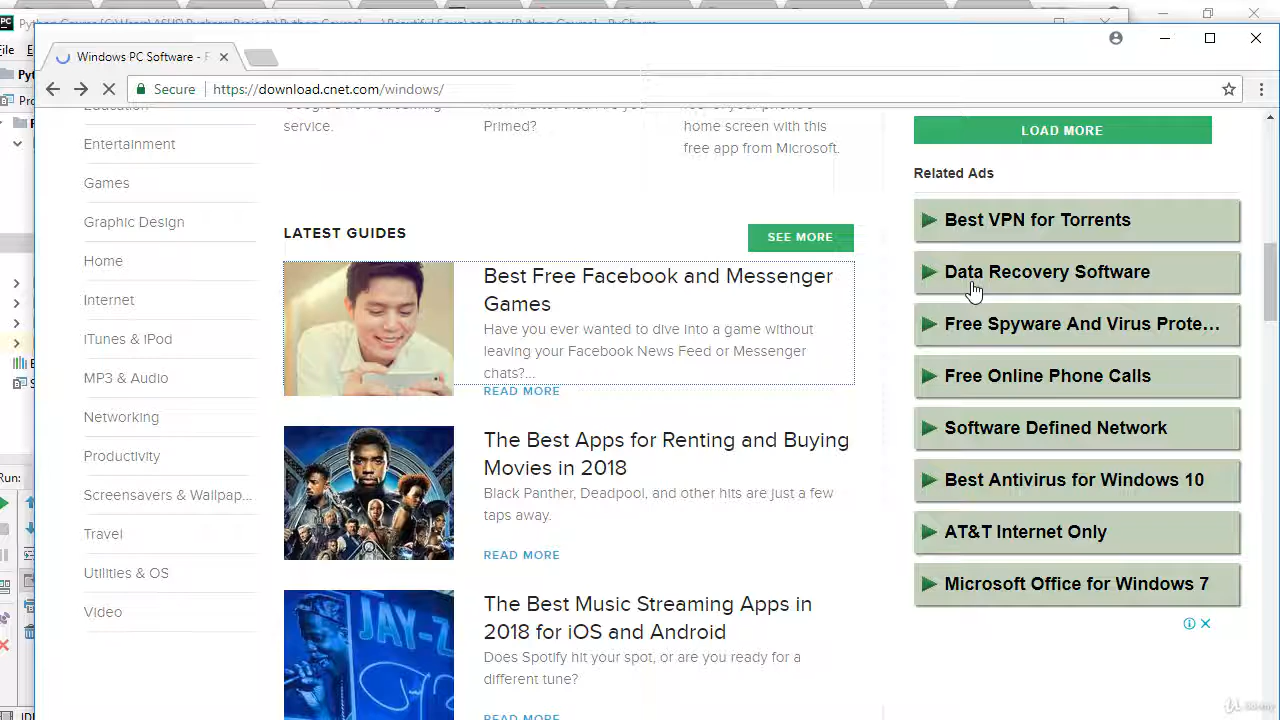 Windows PC Software - F
Secure
https://download.cnet.com/windows/
Entertainment
Games
Graphic Design
Home
Internet
iTunes & iPod
MP3 & Audio
Networking
Productivity
Screensavers & Wallpap...
Travel
Utilities & OS
Video
service.
Primed?
home screen with this
free app from Microsoft.
LATEST GUIDES
SEE MORE
Best Free Facebook and Messenger
Games
Have you ever wanted to dive into a game without
leaving your Facebook News Feed or Messenger
chats?...
READ MORE
The Best Apps for Renting and Buying
Movies in 2018
Black Panther, Deadpool, and other hits are just a few
taps away.
READ MORE
JAY-Z
The Best Music Streaming Apps in
2018 for iOS and Android
Does Spotify hit your spot, or are you ready for a
different tune?
READ MORE
LOAD MORE
Related Ads
Best VPN for Torrents
Data Recovery Software
Free Spyware And Virus Prote...
Free Online Phone Calls
Software Defined Network
Best Antivirus for Windows 10
AT&T Internet Only
Microsoft Office for Windows 7
Run:
Udemy